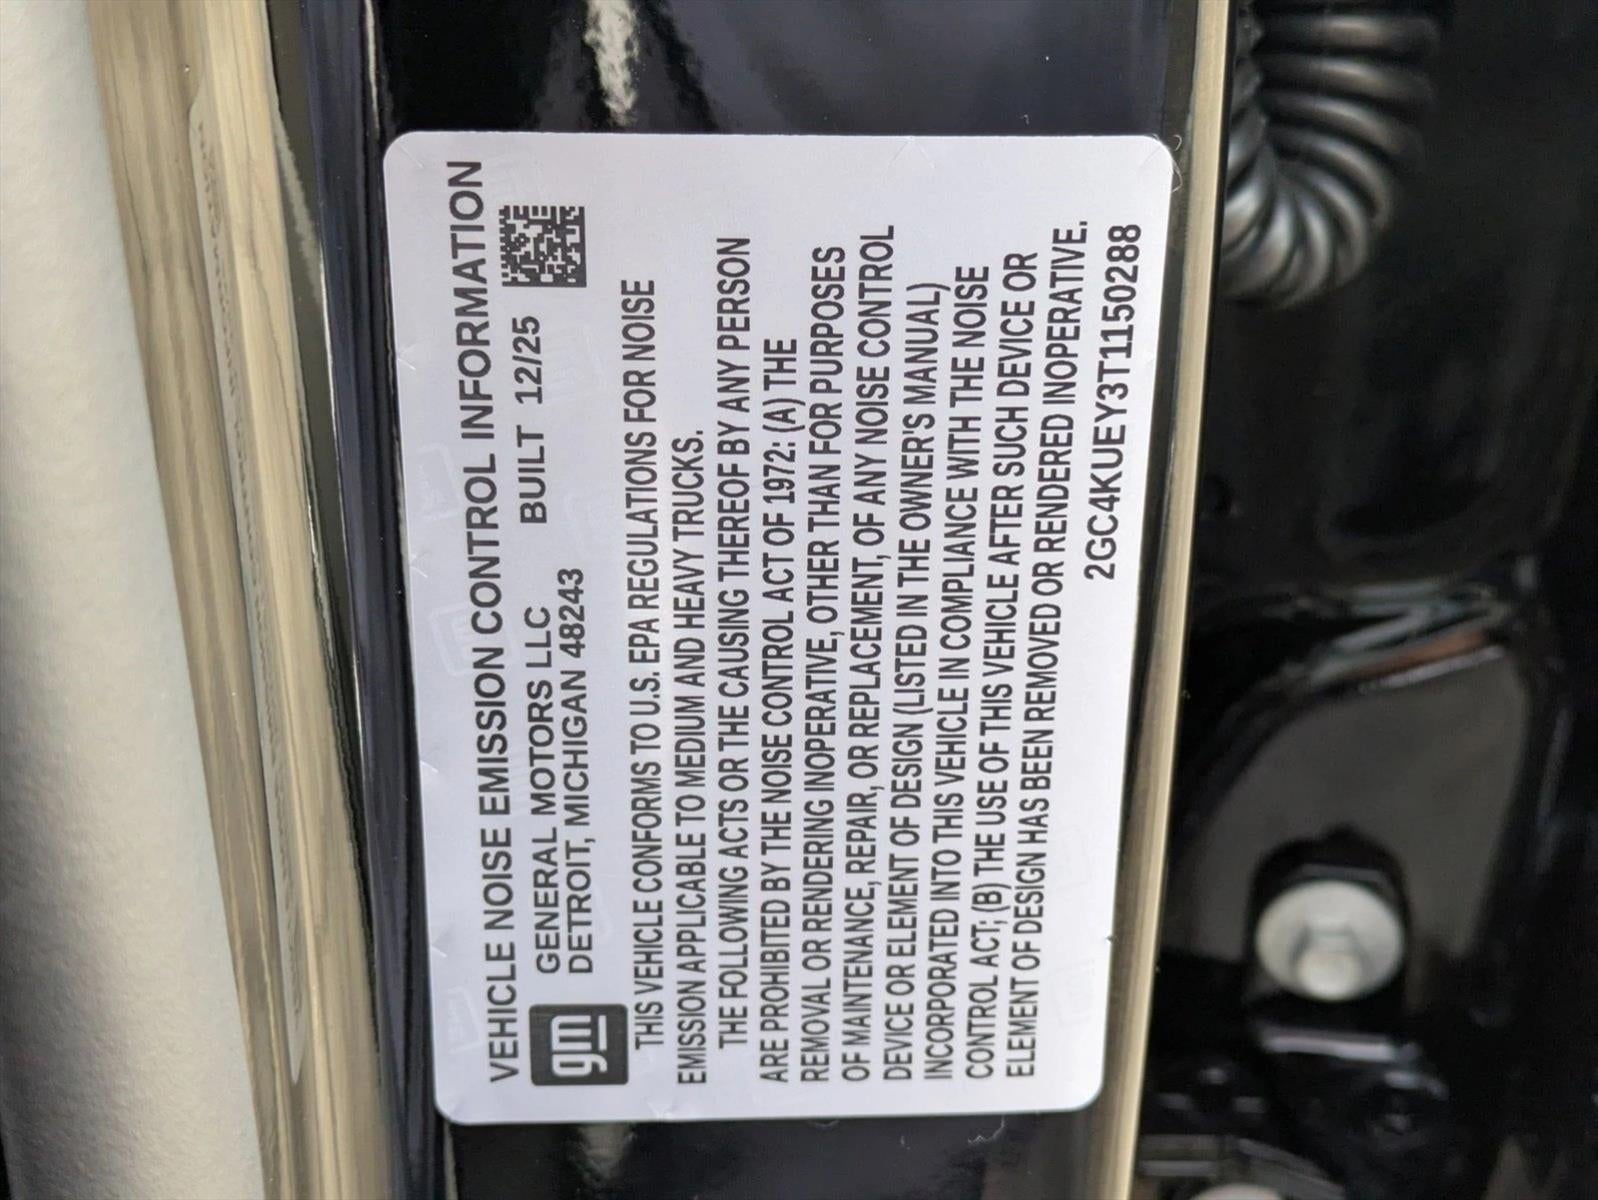 VEHICLE NOISE EMISSION CONTROL INFORMATION
gm
GENERAL MOTORS LLC BUILT 12/25
DETROIT, MICHIGAN 48243
THIS VEHICLE CONFORMS TO U.S. EPA REGULATIONS FOR NOISE
EMISSION APPLICABLE TO MEDIUM AND HEAVY TRUCKS.
THE FOLLOWING ACTS OR THE CAUSING THEREOF BY ANY PERSON
ARE PROHIBITED BY THE NOISE CONTROL ACT OF 1972: (A) THE
REMOVAL OR RENDERING INOPERATIVE, OTHER THAN FOR PURPOSES
OF MAINTENANCE, REPAIR, OR REPLACEMENT, OF ANY NOISE CONTROL
DEVICE OR ELEMENT OF DESIGN (LISTED IN THE OWNER'S MANUAL)
INCORPORATED INTO THIS VEHICLE IN COMPLIANCE WITH THE NOISE
CONTROL ACT; (B) THE USE OF THIS VEHICLE AFTER SUCH DEVICE OR
ELEMENT OF DESIGN HAS BEEN REMOVED OR RENDERED INOPERATIVE.
2GC4KUEY3T1150288